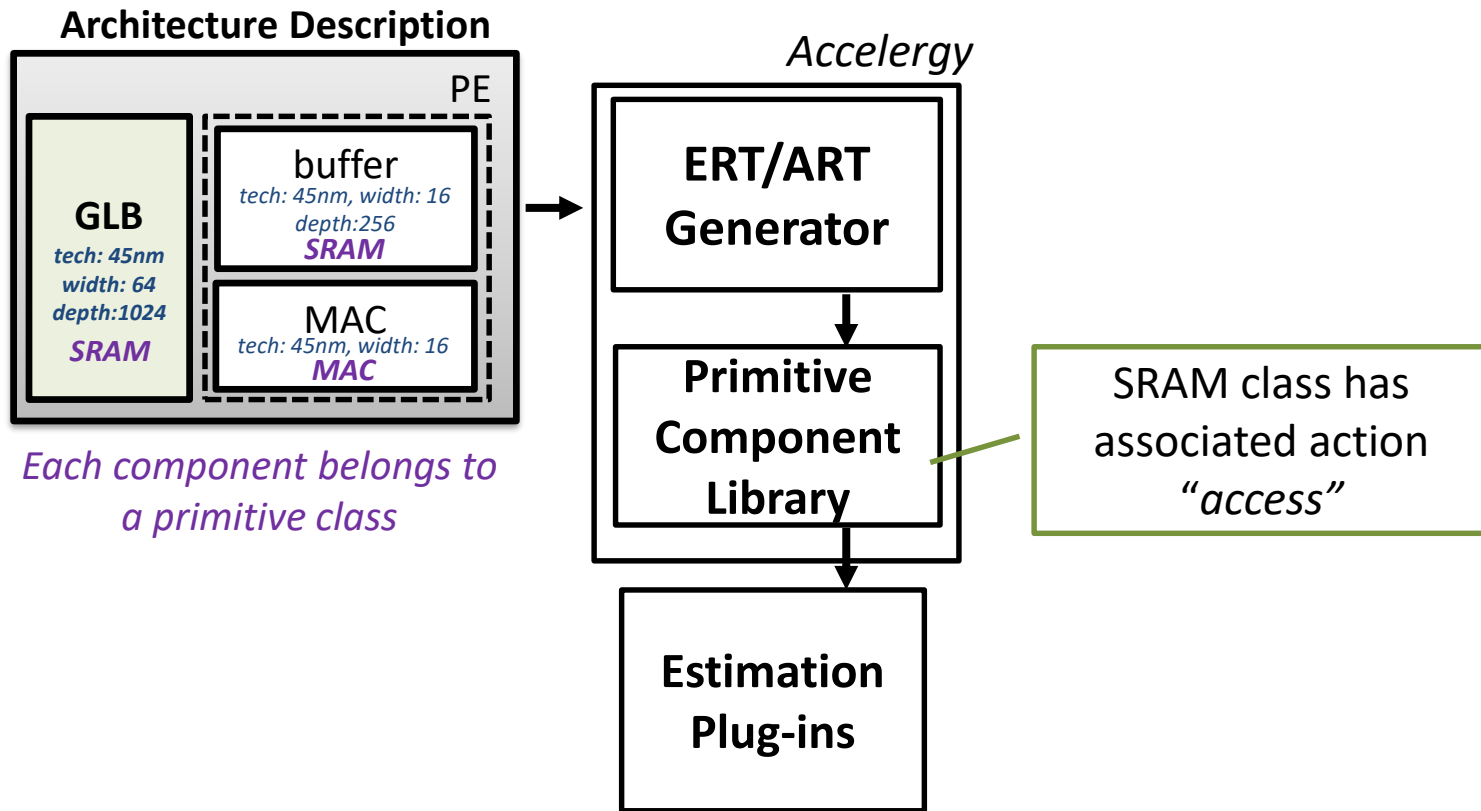 Architecture Description
PE
GLB
tech: 45nm
width: 64
depth:1024
SRAM
buffer
tech: 45nm, width: 16
depth:256
SRAM
MAC
tech: 45nm, width: 16
MAC
Each component belongs to
a primitive class
Accelergy
ERT/ART
Generator
Primitive
Component
Library
SRAM class has
associated action
“access”
Estimation
Plug-ins